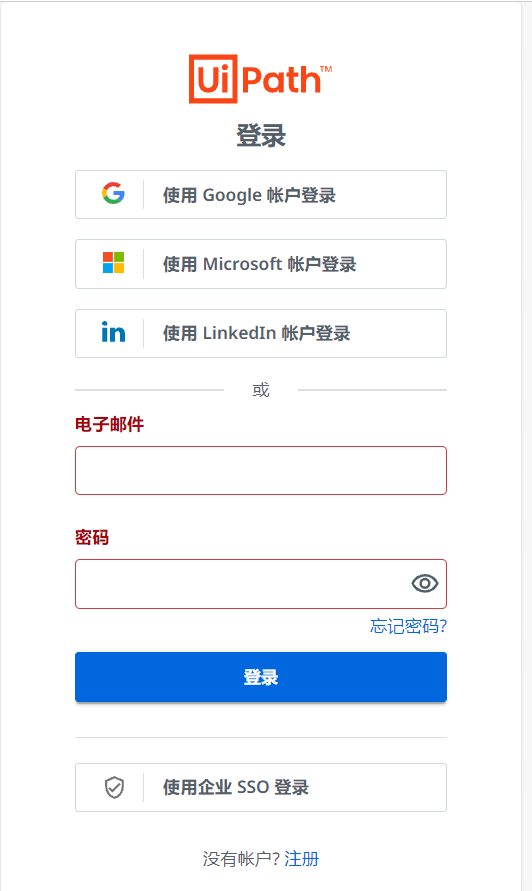 UiPath™
登录
使用 Google 帐户登录
使用 Microsoft 帐户登录
使用 LinkedIn 帐户登录
或
电子邮件
密码
忘记密码?
登录
使用企业 SSO 登录
没有帐户? 注册